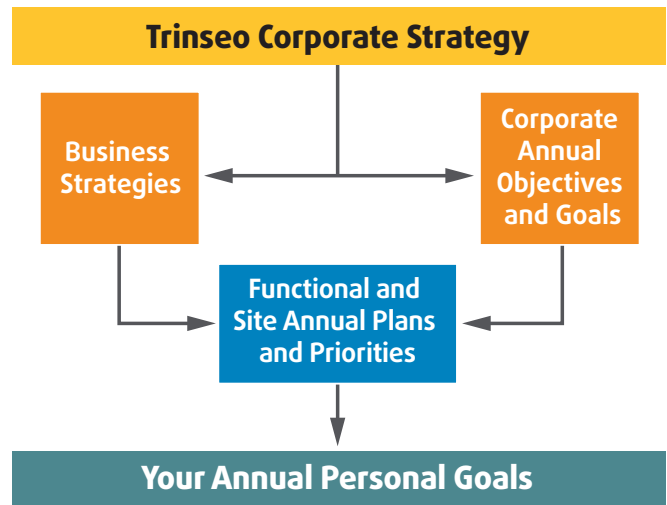 Trinseo Corporate Strategy
Business
Strategies
Corporate
Annual
Objectives
and Goals
Functional and
Site Annual Plans
and Priorities
Your Annual Personal Goals